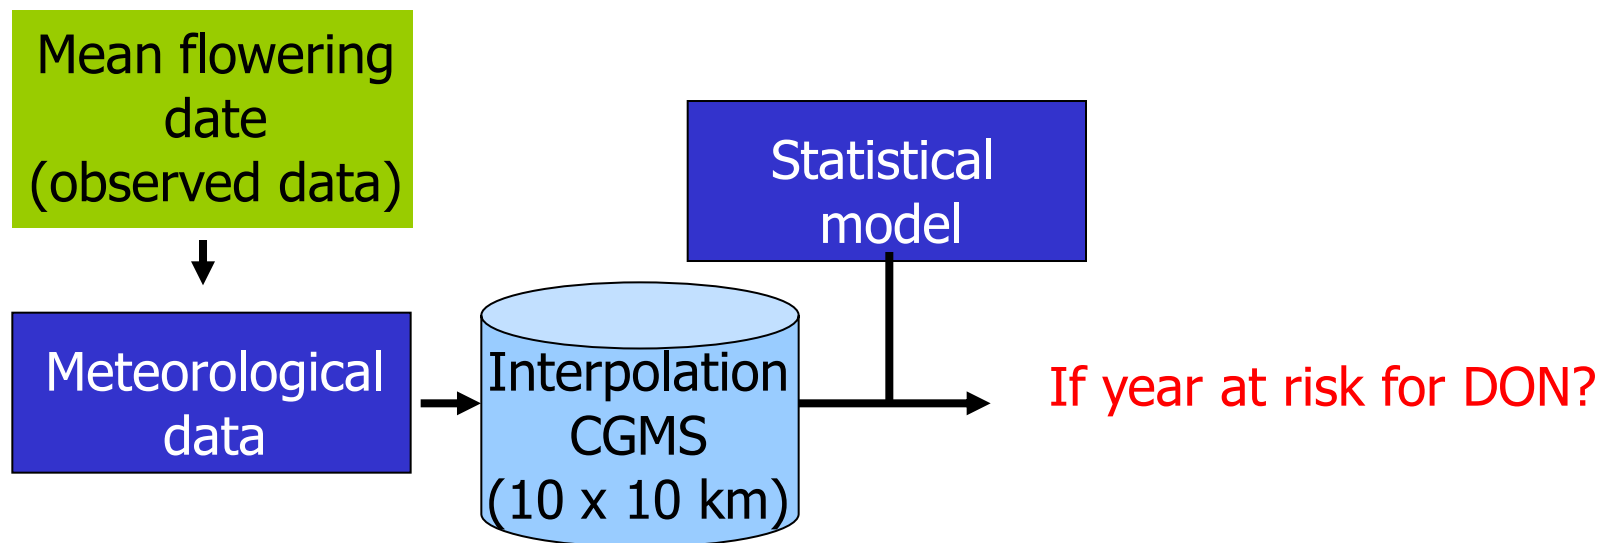 Mean flowering
date
(observed data)
Statistical
model
Meteorological
data
Interpolation
CGMS
(10 x 10 km)
If year at risk for DON?